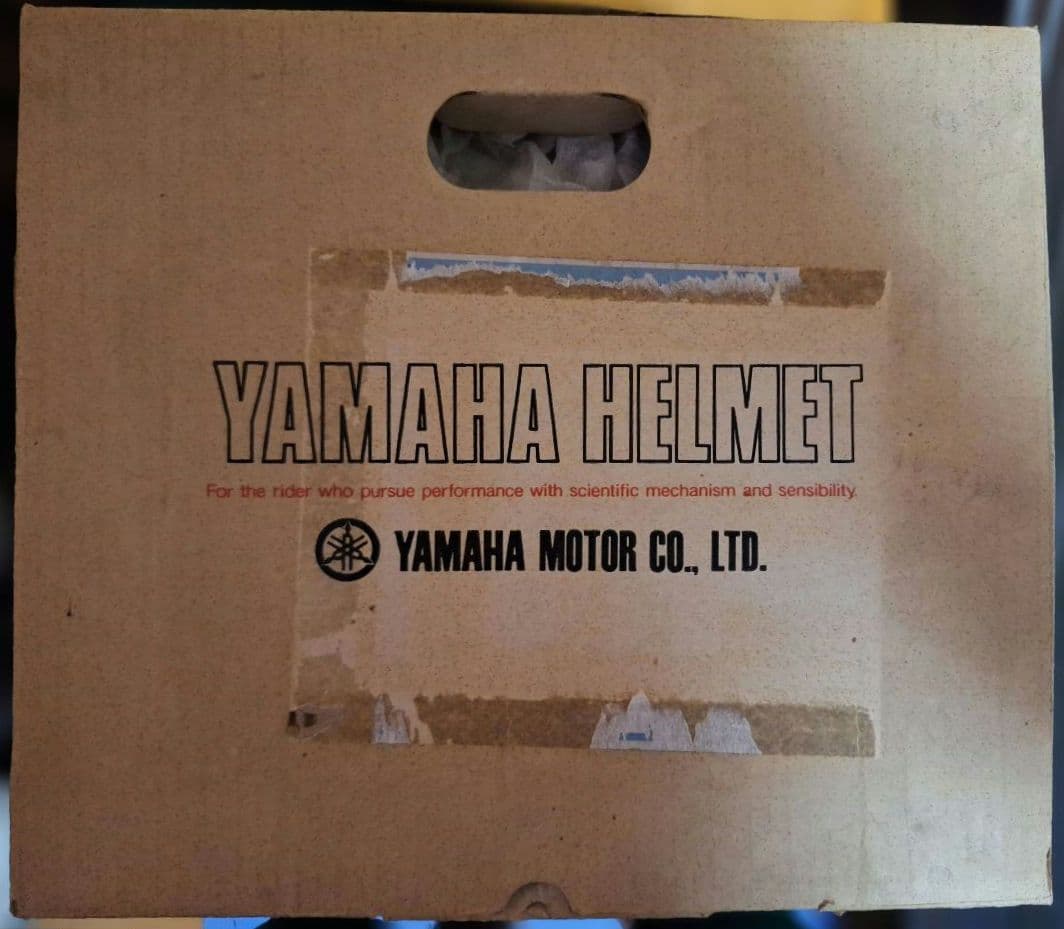 YAMAHA HELMET
For the rider who pursue performance with scientific mechanism and sensibility.
YAMAHA MOTOR CO., LTD.